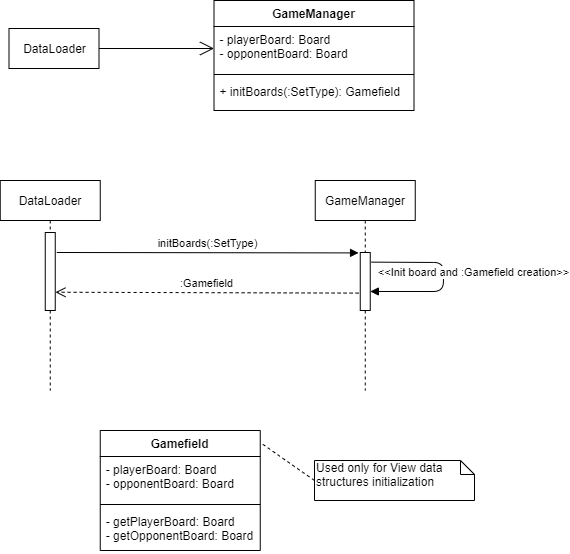 GameManager
DataLoader
- playerBoard: Board
- opponentBoard: Board
+ initBoards(:SetType): Gamefield
DataLoader
GameManager
initBoards(:SetType)
<<Init board and :Gamefield creation>>
:Gamefield
Gamefield
- playerBoard: Board
- opponentBoard: Board
- getPlayerBoard: Board
- getOpponentBoard: Board
Used only for View data
structures initialization